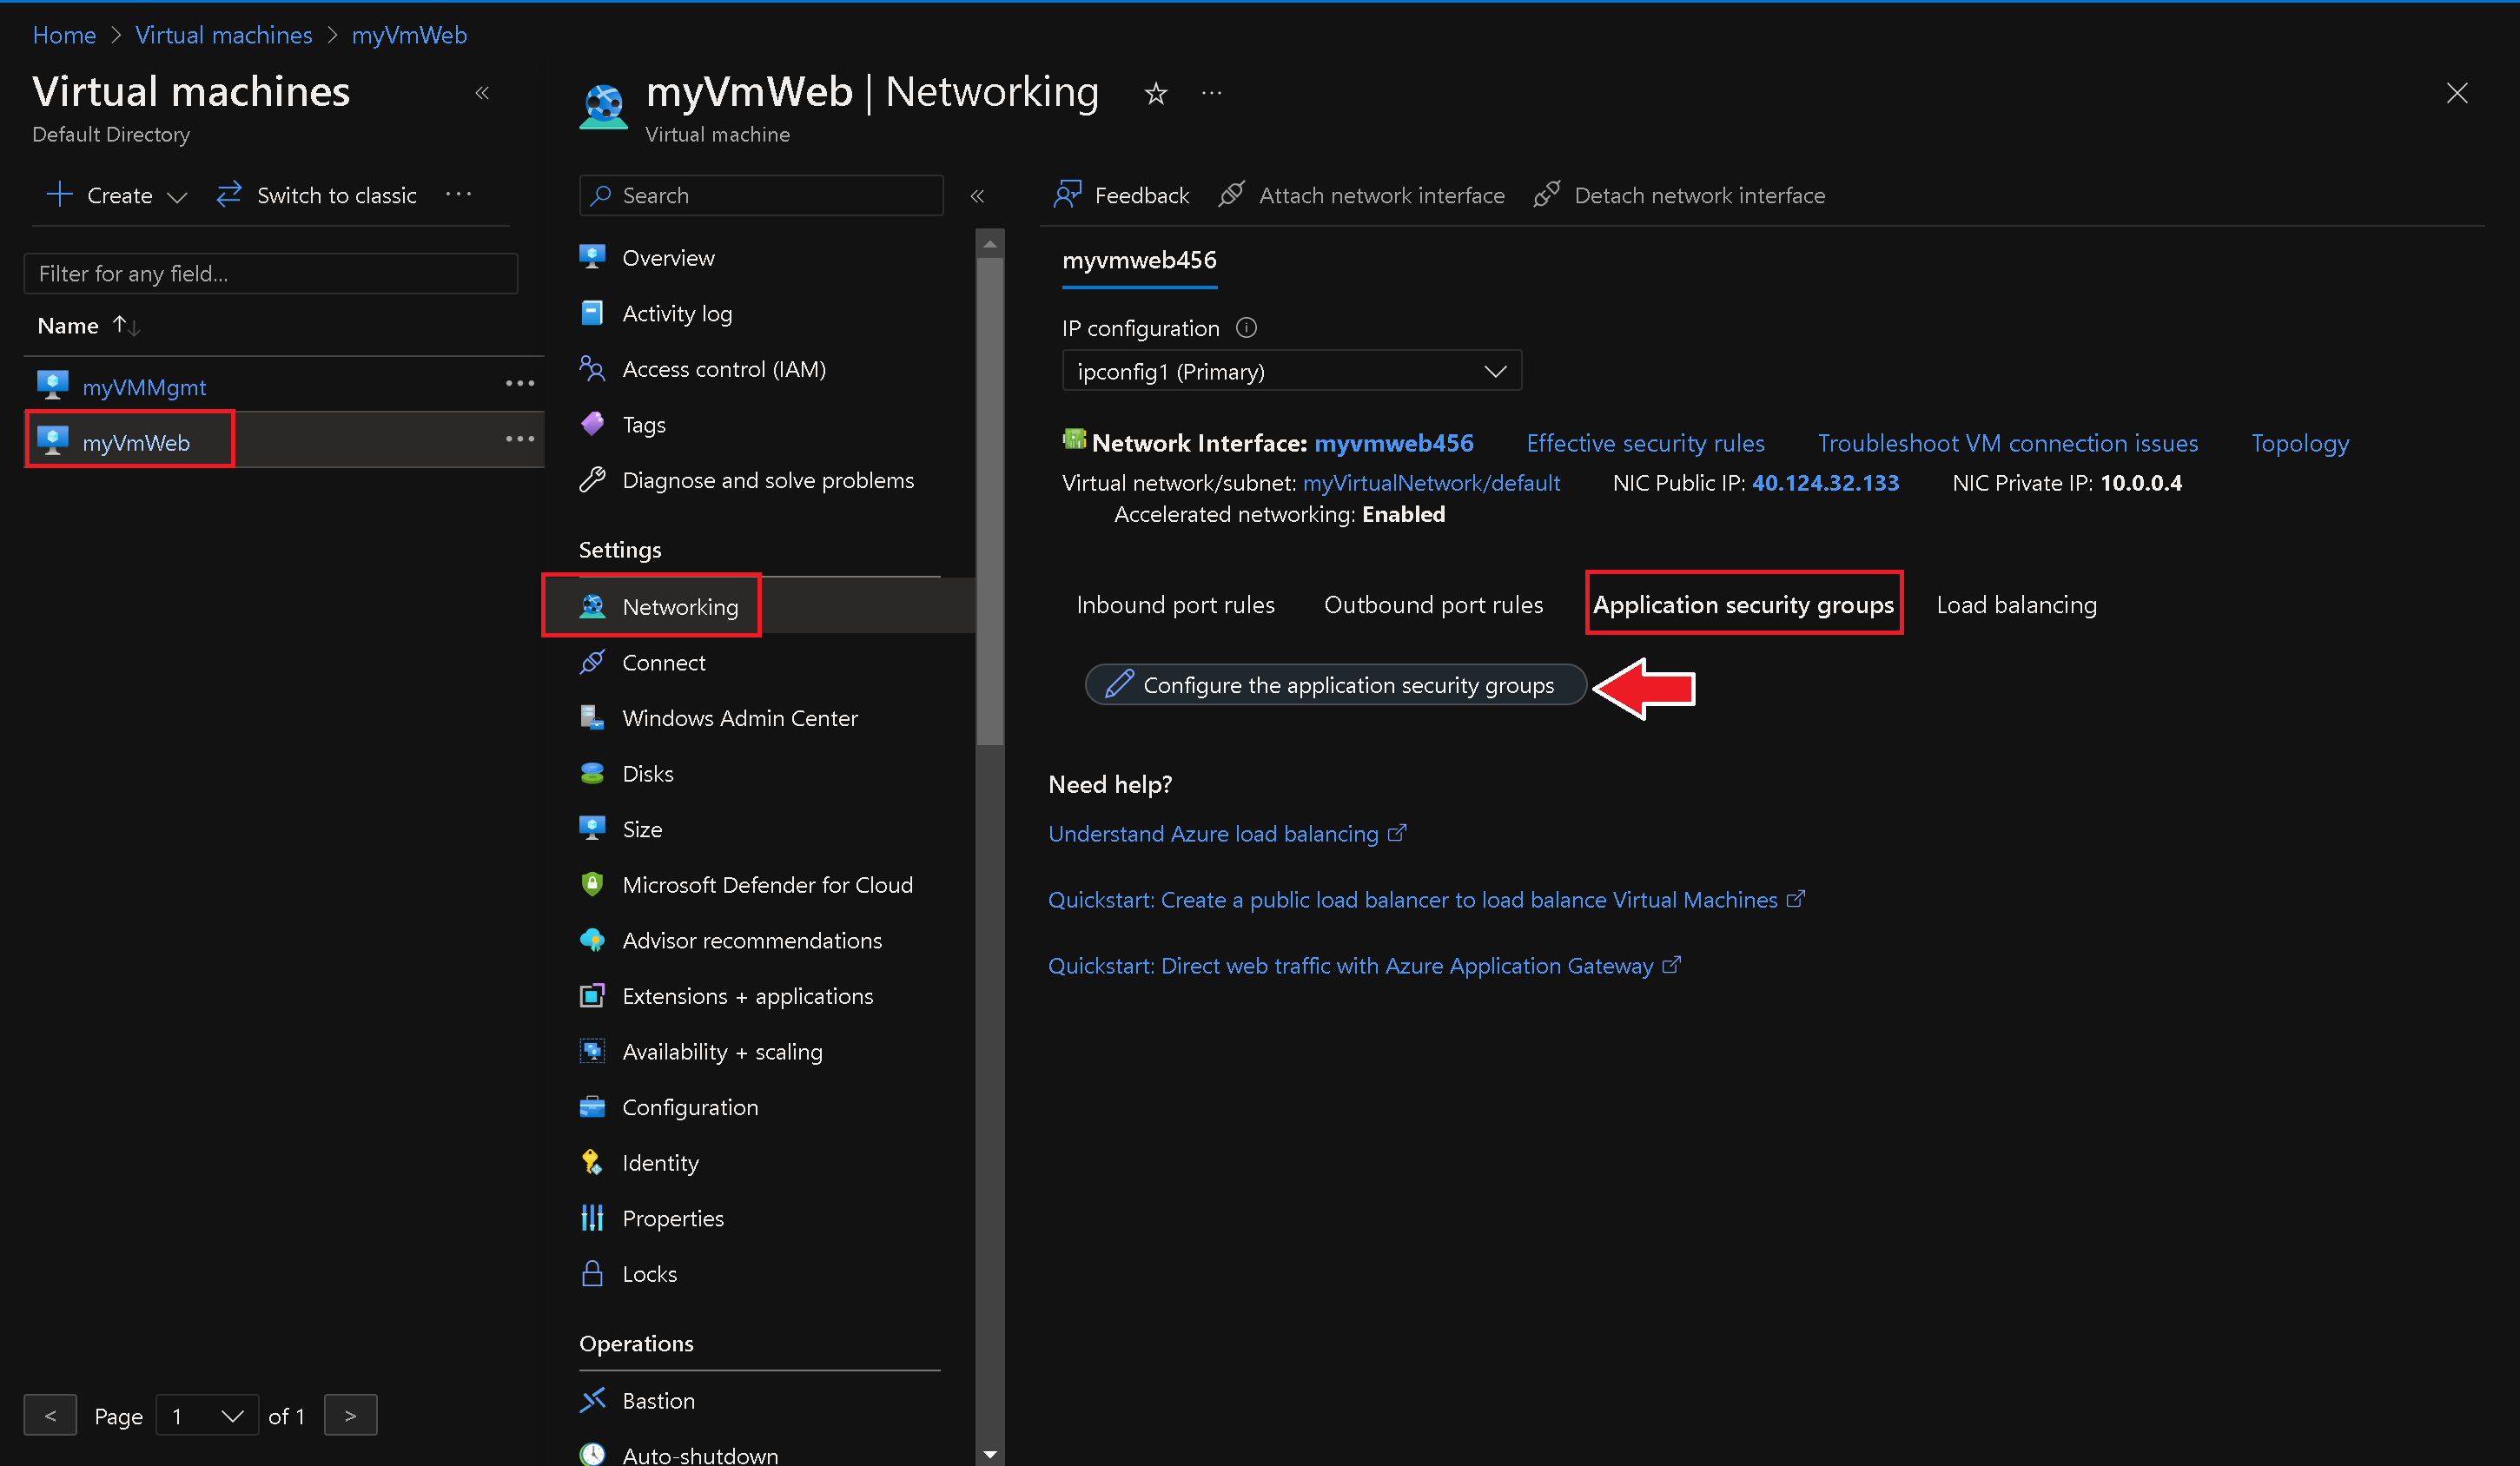 Home > Virtual machines > myVmWeb
Virtual machines
Default Directory
Create
Switch to classic
Filter for any field...
Name
myVMMgmt
myVmWeb
< Page 1 of 1 >
myVmWeb | Networking
Virtual machine
Search
Overview
Activity log
Access control (IAM)
Tags
Diagnose and solve problems
Settings
Networking
Connect
Windows Admin Center
Disks
Size
Microsoft Defender for Cloud
Advisor recommendations
Extensions + applications
Availability + scaling
Configuration
Identity
Properties
Locks
Operations
Bastion
Auto-shutdown
Feedback Attach network interface Detach network interface
myvmweb456
IP configuration
ipconfig1 (Primary)
Network Interface: myvmweb456 Effective security rules Troubleshoot VM connection issues Topology
Virtual network/subnet: myVirtualNetwork/default NIC Public IP: 40.124.32.133 NIC Private IP: 10.0.0.4
Accelerated networking: Enabled
Inbound port rules Outbound port rules Application security groups Load balancing
Configure the application security groups
Need help?
Understand Azure load balancing
Quickstart: Create a public load balancer to load balance Virtual Machines
Quickstart: Direct web traffic with Azure Application Gateway